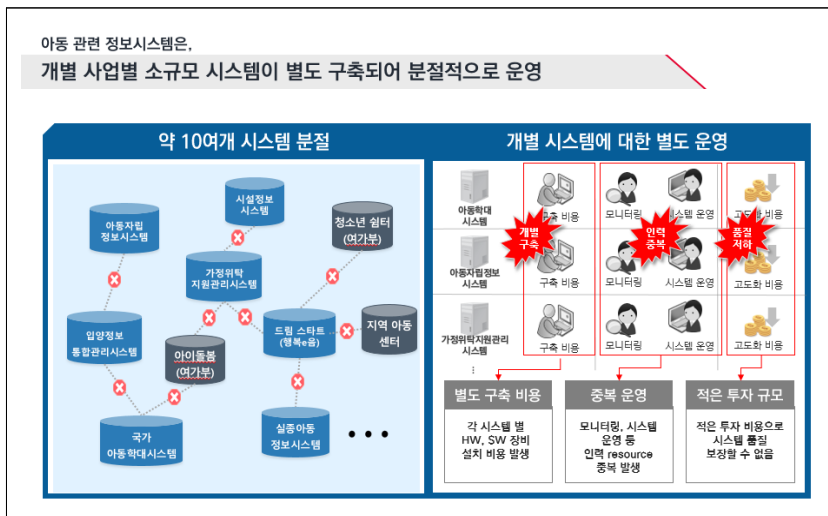 아동 관련 정보시스템은,
개별 사업별 소규모 시스템이 별도 구축되어 분절적으로 운영
약 10여개 시스템 분절
아동자립
정보시스템
시설정보
시스템
청소년 쉼터
(여가부)
가정위탁
지원관리시스템
입양정보
통합관리시스템
아이돌봄
(여가부)
드림 스타트
(행복e음)
지역 아동
센터
국가
아동학대시스템
실종아동
정보시스템
• • •
개별 시스템에 대한 별도 운영
아동학대
시스템
구축 비용
모니터링
시스템 운영
고도화 비용
개별
구축
인력
중복
품질
저하
아동자립정보
시스템
구축 비용
모니터링
시스템 운영
고도화 비용
가정위탁지원관리
시스템
구축 비용
모니터링
시스템 운영
고도화 비용
⋮
별도 구축 비용
각 시스템 별
HW, SW 장비
설치 비용 발생
중복 운영
모니터링, 시스템
운영 룽
인력 resource
중복 발생
적은 투자 규모
적은 투자 비용으로
시스템 품질
보장할 수 없음